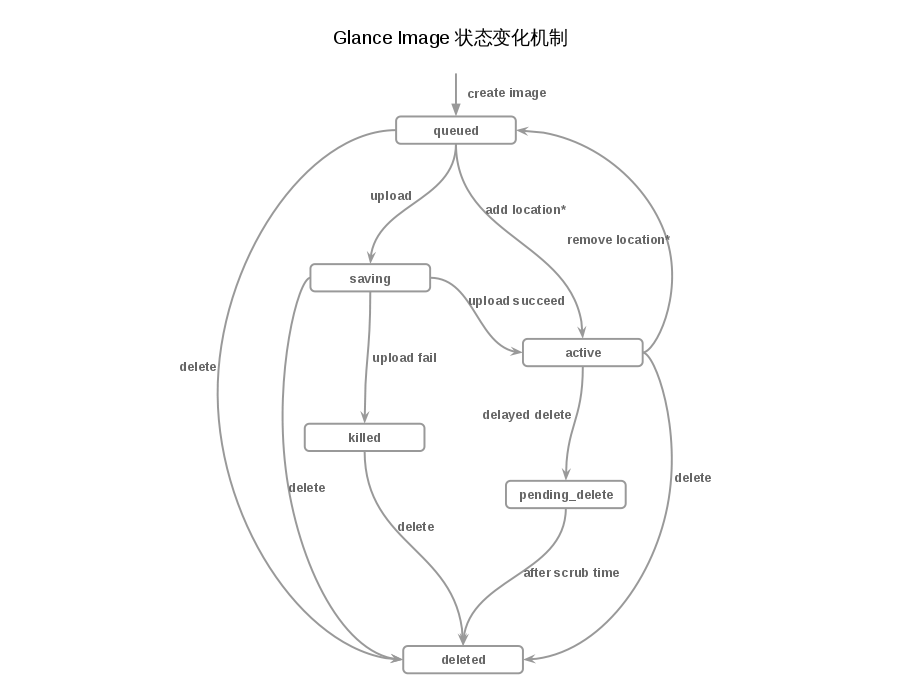 Glance Image 状态变化机制
create image
queued
upload
add location*
remove location*
saving
upload succeed
active
upload fail
delete
delayed delete
killed
delete
pending_delete
delete
delete
after scrub time
deleted